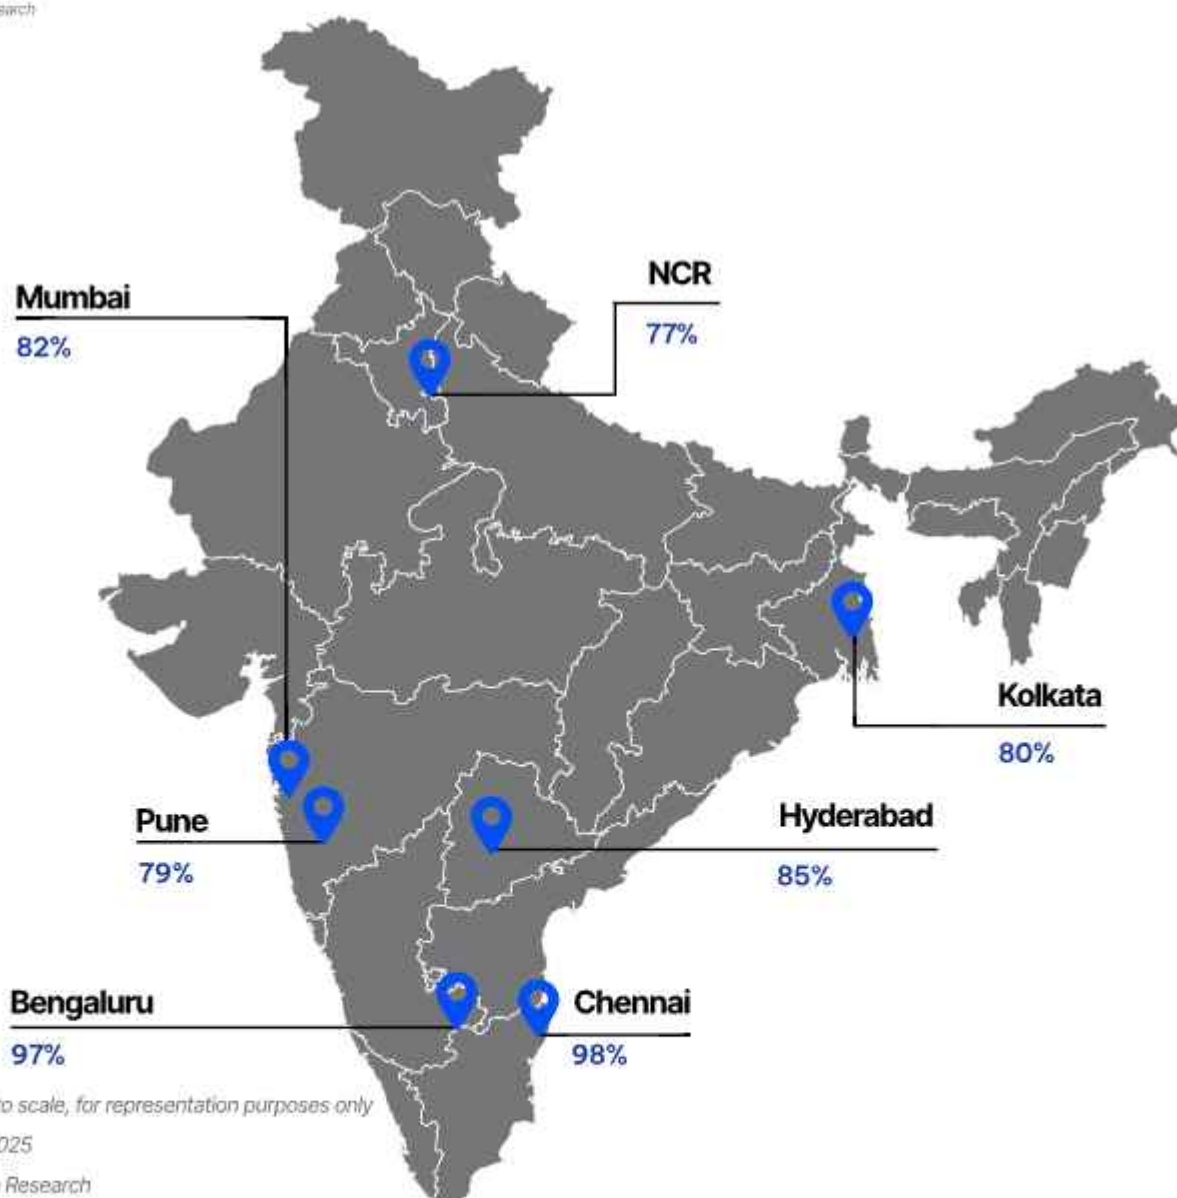 NCR
77%
Mumbai
82%
Kolkata
80%
Pune
79%
Hyderabad
85%
Bengaluru
97%
Chennai
98%
to scale, for representation purposes only
025
Research